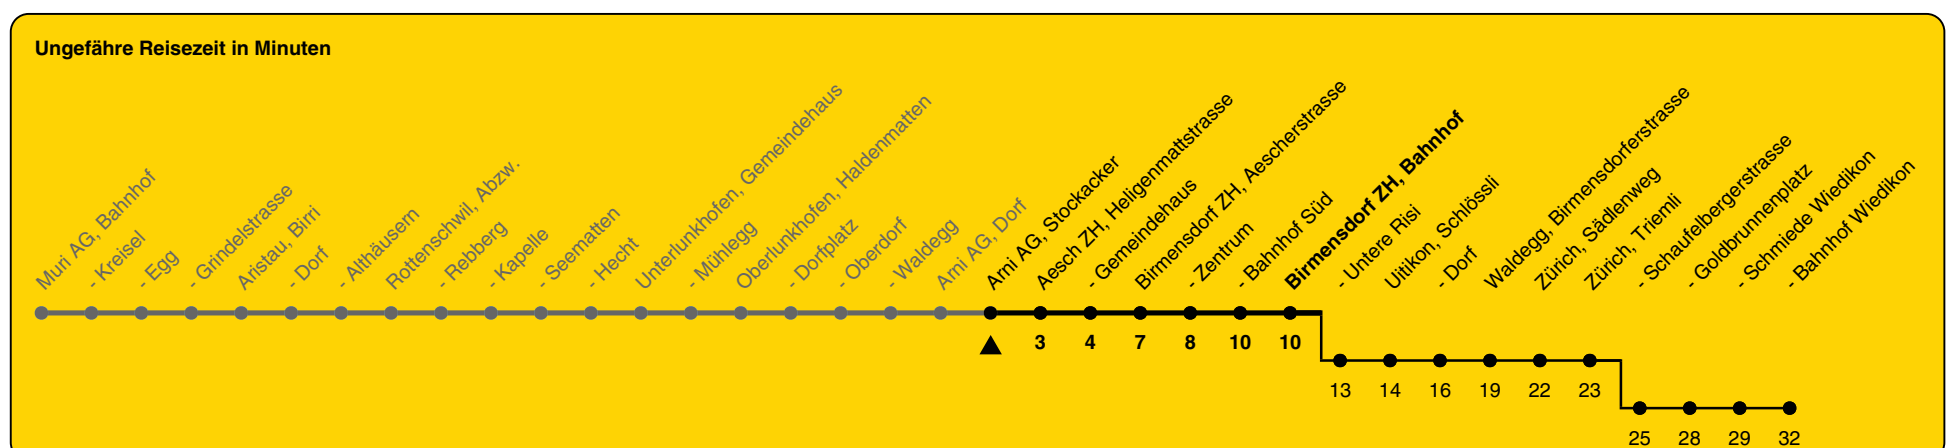 Ungefähre Reisezeit in Minuten
Muri AG, Bahnhof
- Kreisel
- Egg
- Grindelstrasse
Aristau, Birri
- Dorf
- Althäusern
Rottenschwil, Abzw.
- Rebberg
- Kapelle
- Seematten
- Hecht
Unterlunkhofen, Gemeindehaus
- Mühlegg
Oberlunkhofen, Haldenmatten
- Dorfplatz
- Oberdorf
- Waldegg
Arni AG, Dorf
Arni AG, Stockacker
Aesch ZH, Heligenmattstrasse
- Gemeindehaus
Birmensdorf ZH, Aescherstrasse
- Zentrum
- Bahnhof Süd
Birmensdorf ZH, Bahnhof
- Untere Risi
Uitikon, Schlössli
- Dorf
Waldegg, Birmensdorferstrasse
Zürich, Sädlenweg
Zürich, Triemli
- Schaufelbergerstrasse
- Goldbrunnenplatz
- Schmiede Wiedikon
- Bahnhof Wiedikon
3 4 7 8 10 10
13 14 16 19 22 23
25 28 29 32